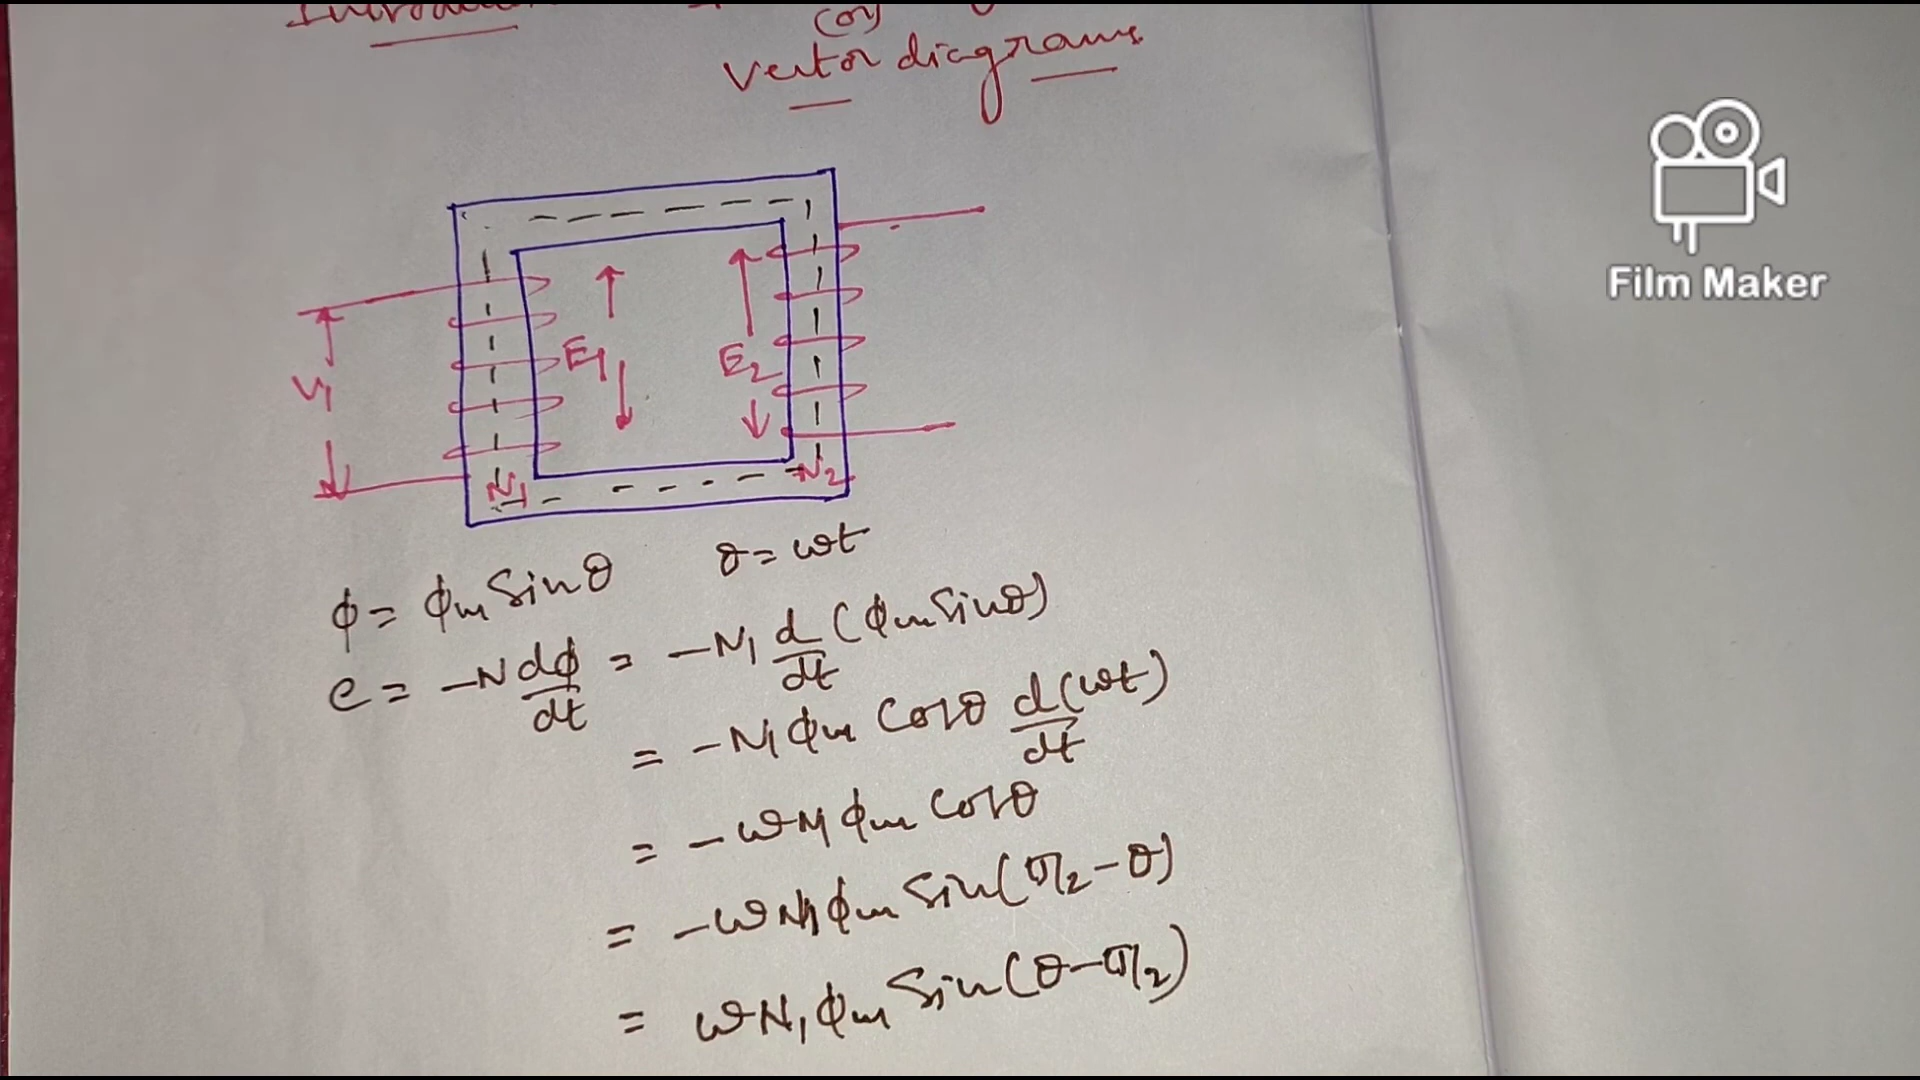 (or)
Vector diagrams
Film Maker
V1
E1
E2
N1
N2
ϕ = ϕm Sinθ θ = ωt
e = -N dϕ/dt = -N1 d/dt (ϕm Sinθ)
= -N1 ϕm Cosθ d(ωt)/dt
= -ωN1 ϕm Cosθ
= -ωN1 ϕm Sin(π/2-θ)
= ωN1 ϕm Sin(θ-π/2)